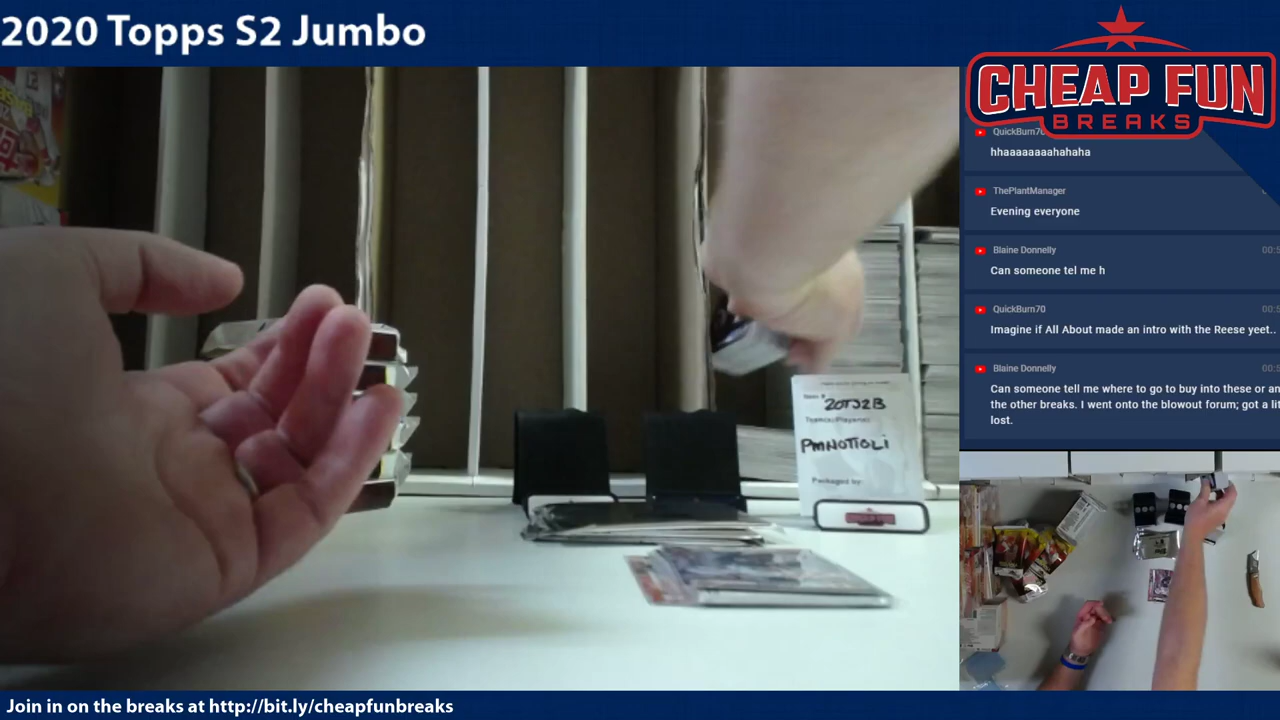 2020 Topps S2 Jumbo
CHEAP FUN
BREAKS
QuickBurn70
hhaaaaaaaahahaha
ThePlantManager
Evening everyone
Blaine Donnelly
Can someone tel me h
QuickBurn70
Imagine if All About made an intro with the Reese yeet..
Blaine Donnelly
Can someone tell me where to go to buy into these or an
the other breaks. I went onto the blowout forum; got a lit
lost.
20TS2B
Team(s)/Player(s):
PMNOTTOLI
Packaged by:
Join in on the breaks at http://bit.ly/cheapfunbreaks